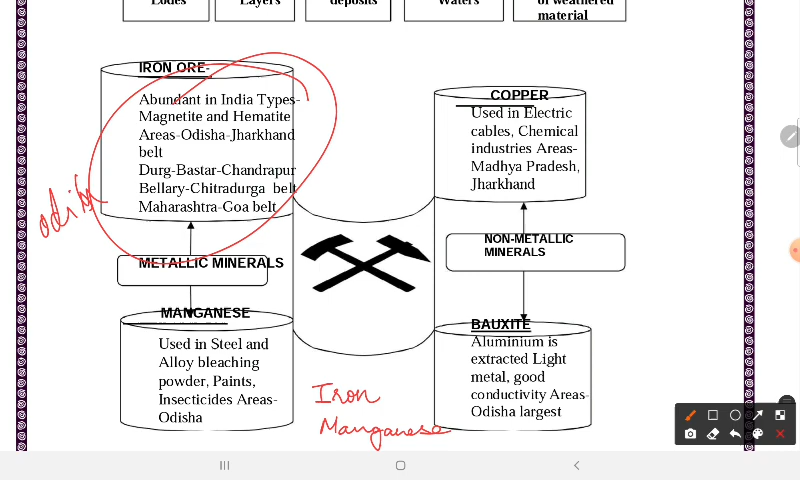 Lodes
Layers
deposits
Waters
of weathered
material
IRON ORE-
Abundant in India Types-
Magnetite and Hematite
Areas-Odisha-Jharkhand
belt
Durg-Bastar-Chandrapur
Bellary-Chitradurga belt
Maharashtra-Goa belt
COPPER
Used in Electric
cables, Chemical
industries Areas-
Madhya Pradesh,
Jharkhand
METALLIC MINERALS
NON-METALLIC
MINERALS
MANGANESE
Used in Steel and
Alloy bleaching
powder, Paints,
Insecticides Areas-
Odisha
BAUXITE
Aluminium is
extracted Light
metal, good
conductivity Areas-
Odisha largest
Iron
Manganese